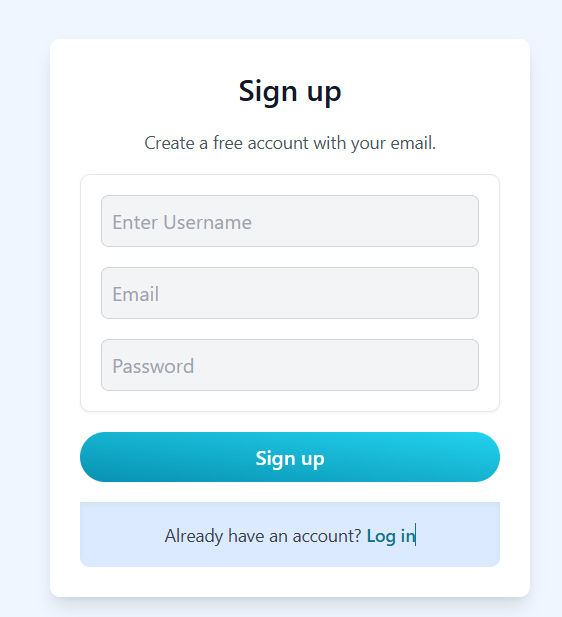 Sign up
Create a free account with your email.
Enter Username
Email
Password
Sign up
Already have an account? Log in